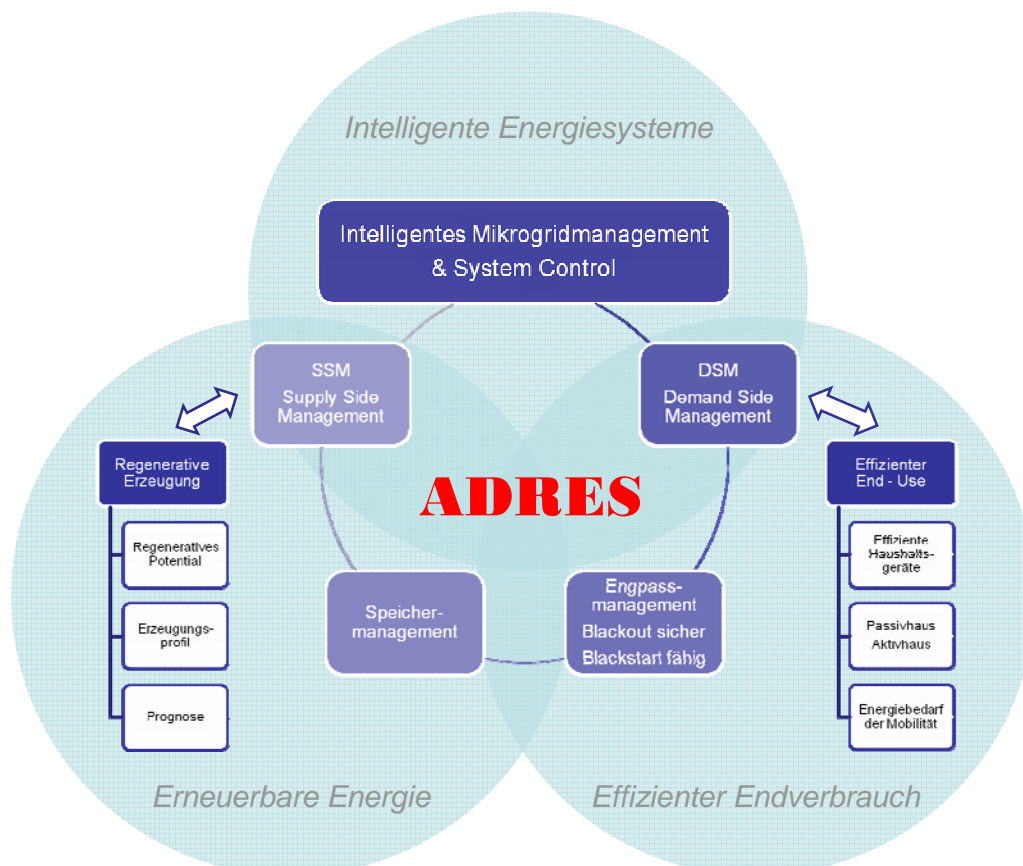 Intelligente Energiesysteme
Intelligentes Mikrogridmanagement
& System Control
SSM
Supply Side
Management
DSM
Demand Side
Management
Regenerative
Erzeugung
Effizienter
End - Use
ADRES
Regeneratives
Potential
Erzeugungs-
profil
Prognose
Effiziente
Haushalts-
geräte
Passivhaus
Aktivhaus
Energiebedarf
der Mobilität
Speicher-
management
Engpass-
management
Blackout sicher
Blackstart fähig
Erneuerbare Energie
Effizienter Endverbrauch